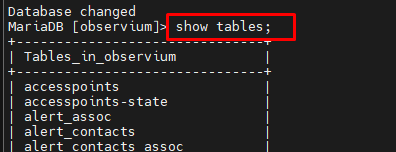 Database changed
MariaDB [observium]> show tables;
+-------------------------------+
| Tables_in_observium           |
+-------------------------------+
| accesspoints                  |
| accesspoints-state            |
| alert_assoc                   |
| alert_contacts                |
| alert_contacts_assoc          |